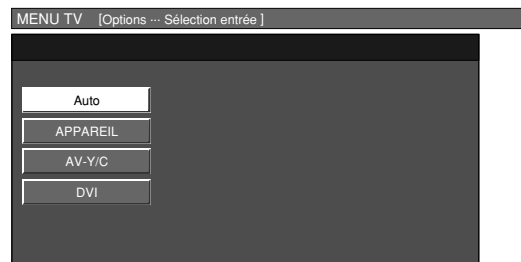 MENU TV [Options ··· Sélection entrée ]
Auto
APPAREIL
AV-Y/C
DVI